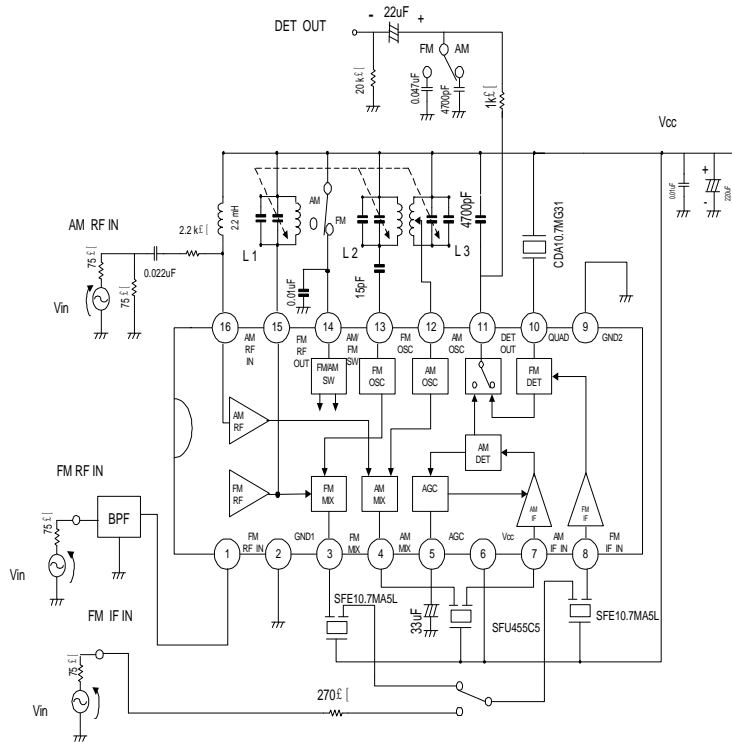 22uF
- +
DET OUT
FM AM
20 k£[
0.047uF
4700pF
1k£[
Vcc
0.01uF
+
-
220uF
AM RF IN
2.2 mH
2.2 k£[
75£[
0.022uF
75£[
Vin
L 1
AM
FM
0.01uF
L 2
15pF
L 3
4700pF
CDA10.7MG31
16
AM RF IN
15
FM RF OUT
14
AM/ FM SW
13
FM OSC
12
AM OSC
11
DET OUT
10
QUAD
9
GND2
FM/AM SW
FM OSC
AM OSC
FM DET
AM RF
AM DET
FM RF
FM MIX
AM MIX
AGC
AM IF
FM IF
FM RF IN
75£[
BPF
Vin
1
FM RF IN
2
GND1
3
FM MIX
4
AM MIX
5
AGC
6
Vcc
7
AM IF IN
8
FM IF IN
SFE10.7MA5L
33uF
SFU455C5
SFE10.7MA5L
FM IF IN
75£[
Vin
270£[